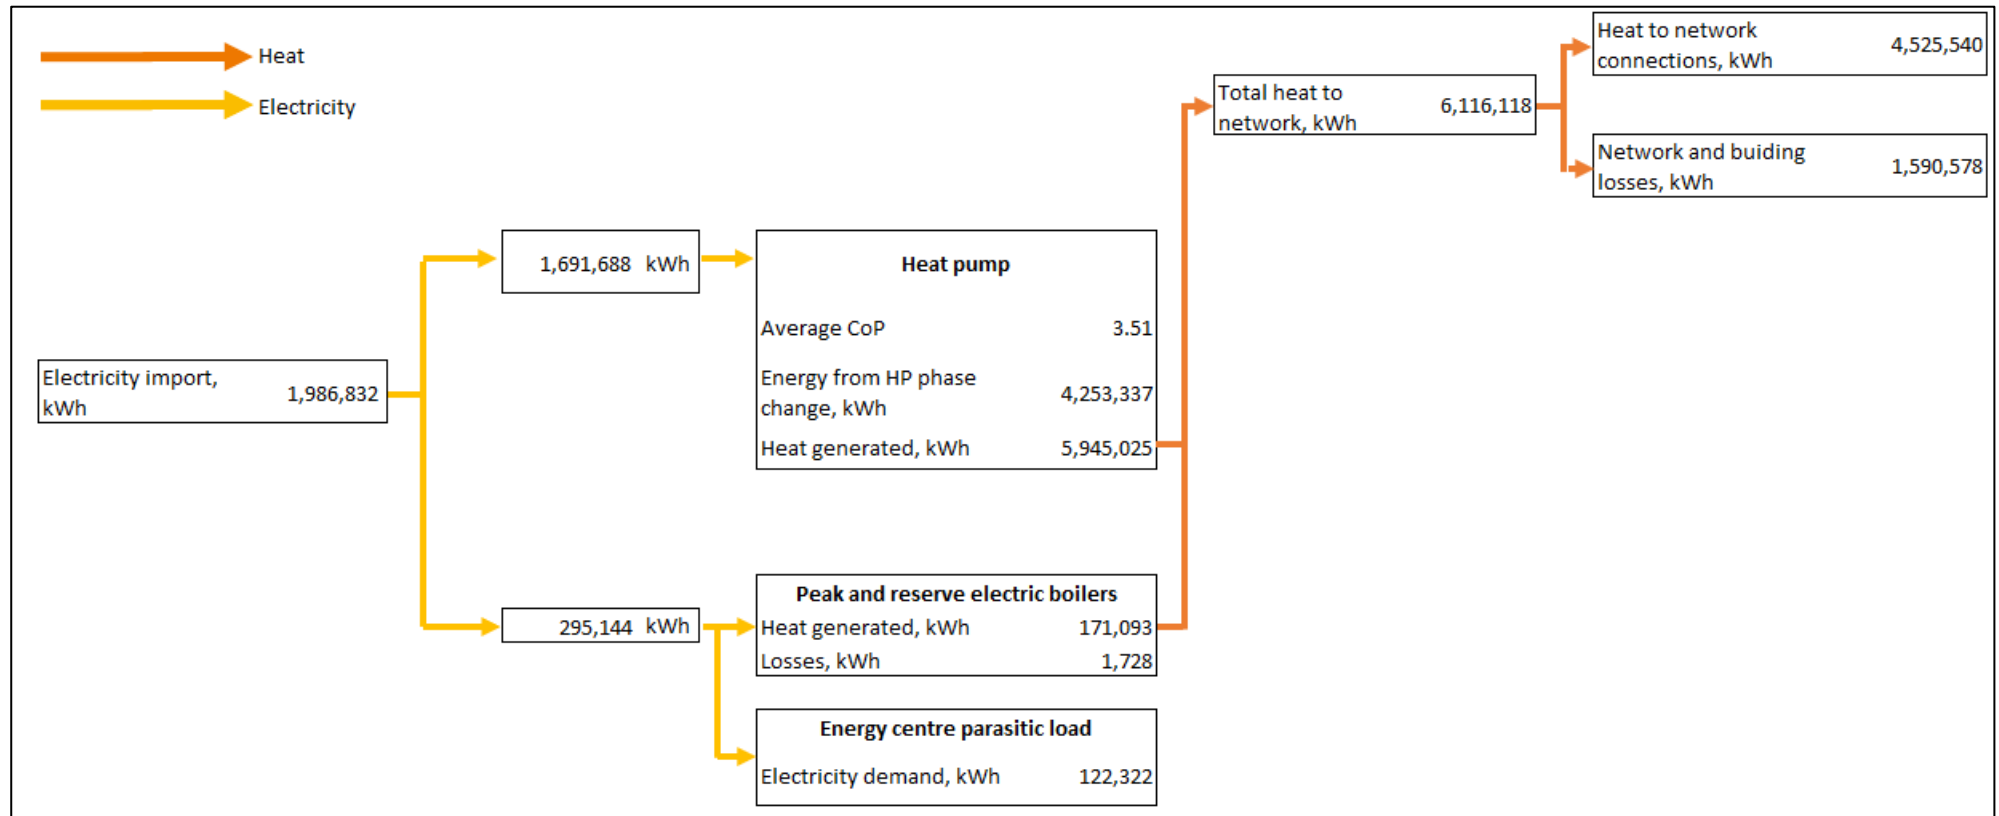 Heat
Electricity
Heat to network
connections, kWh
4,525,540
Total heat to
network, kWh
6,116,118
Network and buiding
losses, kWh
1,590,578
1,691,688 kWh
Heat pump
Average CoP 3.51
Energy from HP phase
change, kWh
4,253,337
Heat generated, kWh 5,945,025
Electricity import,
kWh
1,986,832
295,144 kWh
Peak and reserve electric boilers
Heat generated, kWh 171,093
Losses, kWh 1,728
Energy centre parasitic load
Electricity demand, kWh 122,322